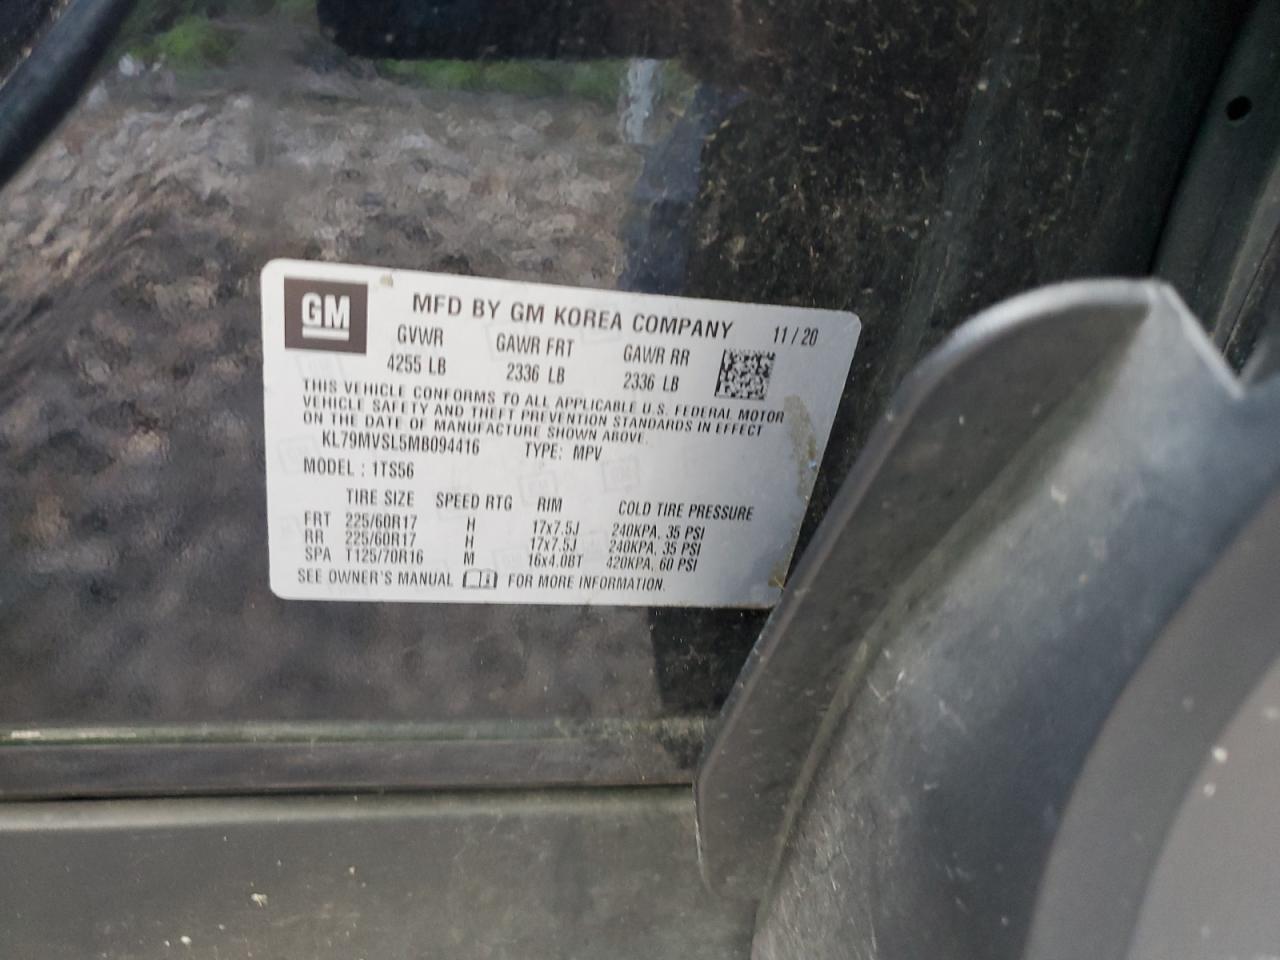 GM
MFD BY GM KOREA COMPANY 11/20
GVWR GAWR FRT GAWR RR
4255 LB 2336 LB 2336 LB
THIS VEHICLE CONFORMS TO ALL APPLICABLE U.S. FEDERAL MOTOR
VEHICLE SAFETY AND THEFT PREVENTION STANDARDS IN EFFECT
ON THE DATE OF MANUFACTURE SHOWN ABOVE.
KL79MVSL5MB094416 TYPE: MPV
MODEL : 1TS56
TIRE SIZE SPEED RTG RIM COLD TIRE PRESSURE
FRT 225/60R17 H 17x7.5J 240KPA, 35 PSI
RR 225/60R17 H 17x7.5J 240KPA, 35 PSI
SPA T125/70R16 M 16x4.0BT 420KPA, 60 PSI
SEE OWNER'S MANUAL FOR MORE INFORMATION.